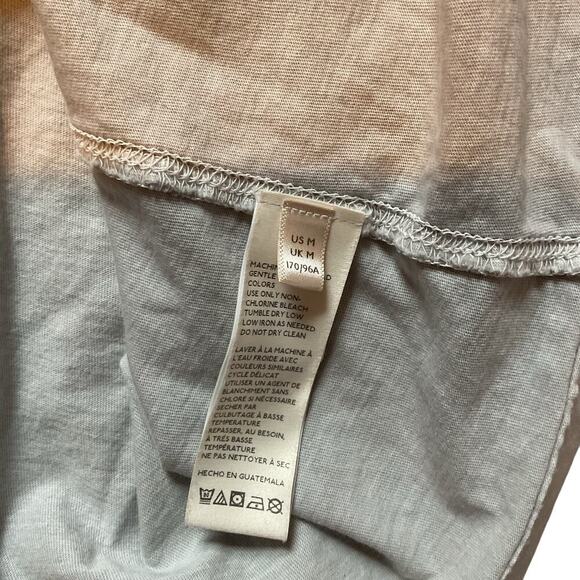 US M
UK M
170/96A
MACHIN
GENTLE
COLORS
USE ONLY NON-
CHLORINE BLEACH
TUMBLE DRY LOW
LOW IRON AS NEEDED
DO NOT DRY CLEAN
LAVER À LA MACHINE À
L'EAU FROIDE AVEC
COULEURS SIMILAIRES
CYCLE DÉLICAT
UTILISER UN AGENT DE
BLANCHIMENT SANS
CHLORE SI NÉCESSAIRE
SÉCHER PAR
CULBUTAGE À BASSE
TEMPÉRATURE
REPASSER, AU BESOIN,
À TRÈS BASSE
TEMPÉRATURE
NE PAS NETTOYER À SEC
HECHO EN GUATEMALA